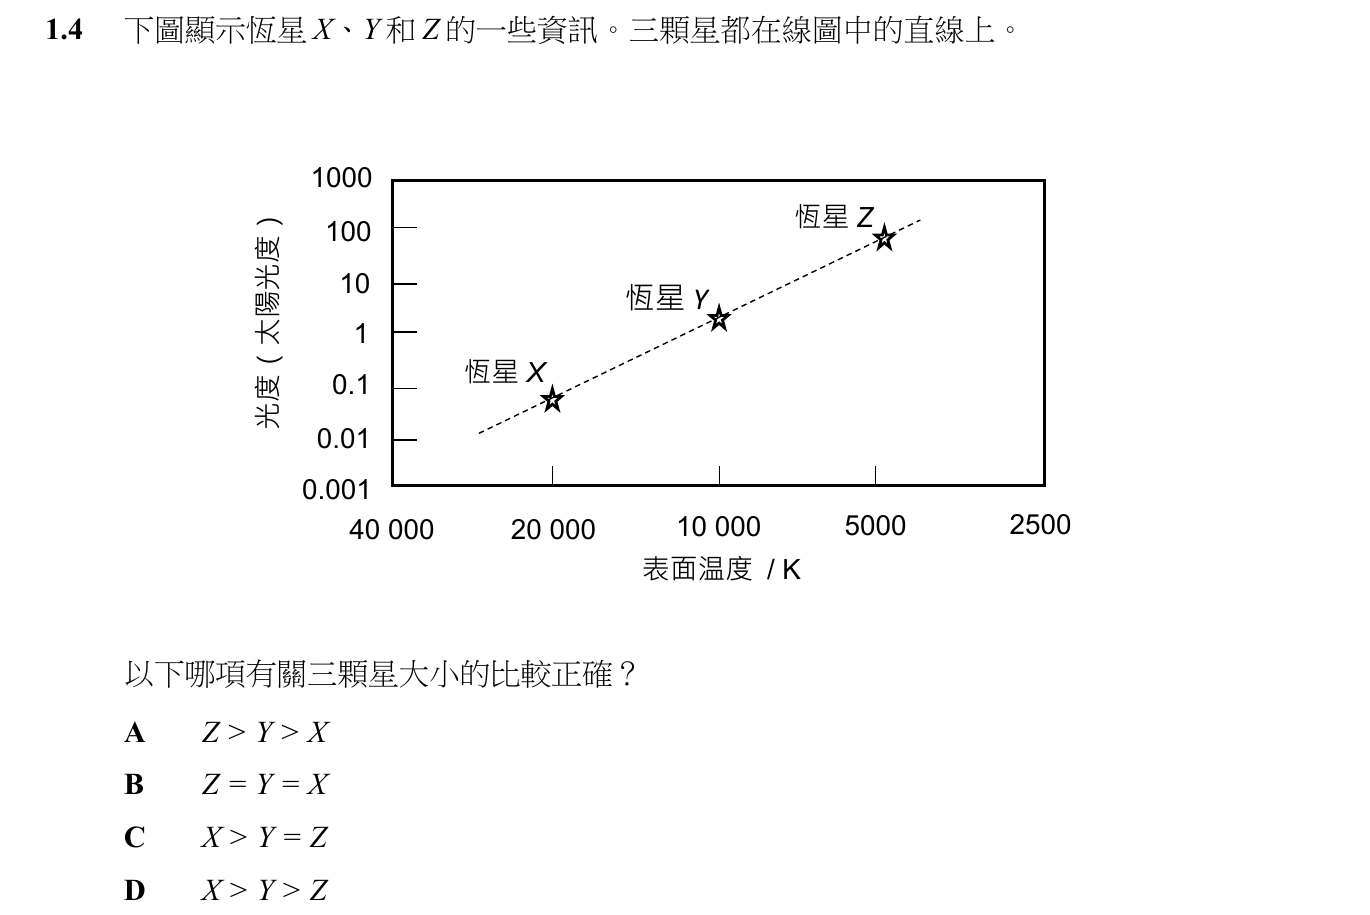 1.4 下圖顯示恆星 X、Y 和 Z 的一些資訊。三顆星都在線圖中的直線上。
光度 ( 太陽光度 )
1000
100
10
1
0.1
0.01
0.001
恆星 Z
恆星 Y
恆星 X
40 000 20 000 10 000 5000 2500
表面温度 / K
以下哪項有關三顆星大小的比較正確？
A Z > Y > X
B Z = Y = X
C X > Y = Z
D X > Y > Z